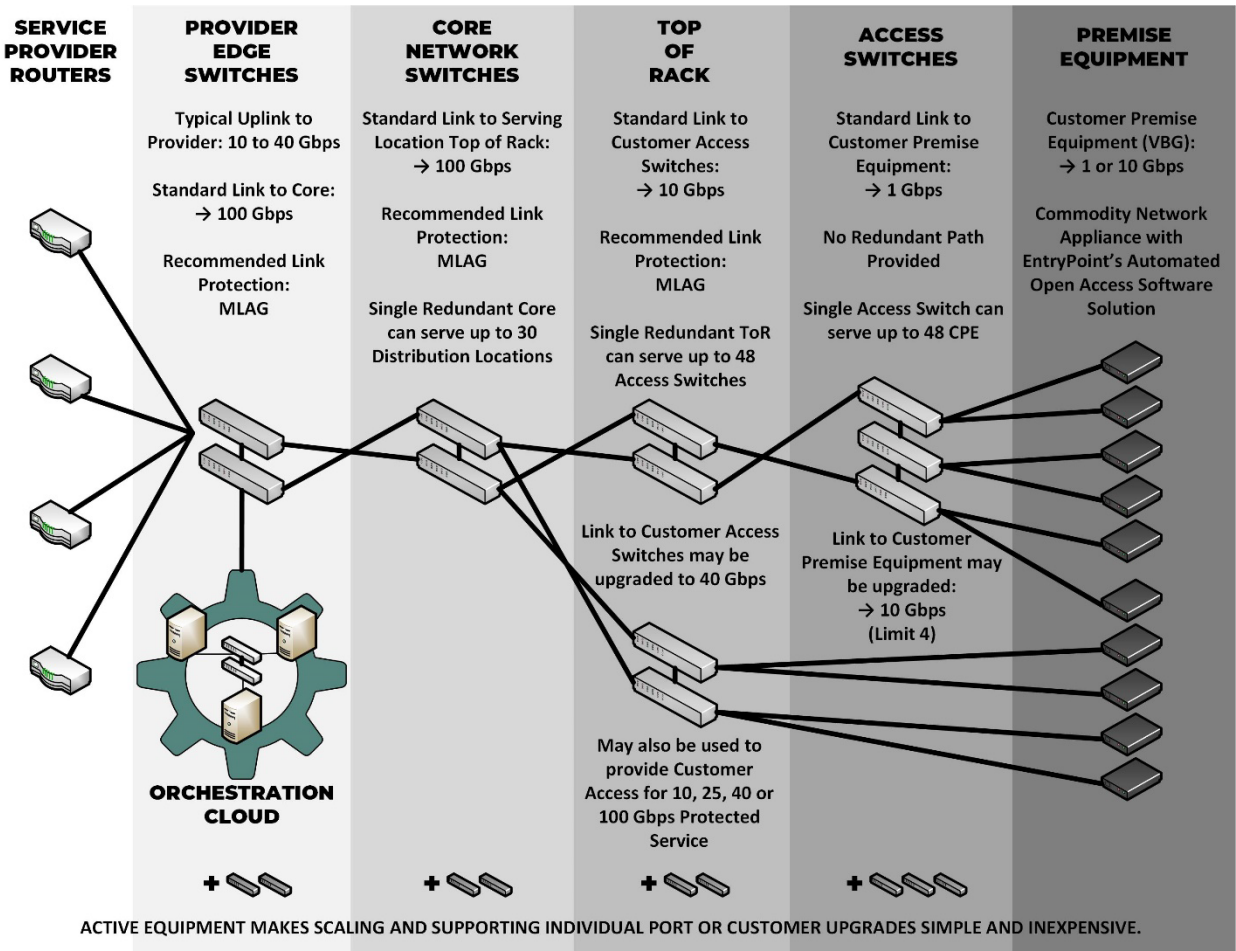 SERVICE
PROVIDER
ROUTERS
PROVIDER
EDGE
SWITCHES
Typical Uplink to
Provider: 10 to 40 Gbps
Standard Link to Core:
→ 100 Gbps
Recommended Link
Protection:
MLAG
ORCHESTRATION
CLOUD
+
CORE
NETWORK
SWITCHES
Standard Link to Serving
Location Top of Rack:
→ 100 Gbps
Recommended Link
Protection:
MLAG
Single Redundant Core
can serve up to 30
Distribution Locations
+
TOP
OF
RACK
Standard Link to
Customer Access
Switches:
→ 10 Gbps
Recommended Link
Protection:
MLAG
Single Redundant ToR
can serve up to 48
Access Switches
Link to Customer Access
Switches may be
upgraded to 40 Gbps
May also be used to
provide Customer
Access for 10, 25, 40 or
100 Gbps Protected
Service
+
ACCESS
SWITCHES
Standard Link to
Customer Premise
Equipment:
→ 1 Gbps
No Redundant Path
Provided
Single Access Switch can
serve up to 48 CPE
Link to Customer
Premise Equipment may
be upgraded:
→ 10 Gbps
(Limit 4)
+
PREMISE
EQUIPMENT
Customer Premise
Equipment (VBG):
→ 1 or 10 Gbps
Commodity Network
Appliance with
EntryPoint's Automated
Open Access Software
Solution
ACTIVE EQUIPMENT MAKES SCALING AND SUPPORTING INDIVIDUAL PORT OR CUSTOMER UPGRADES SIMPLE AND INEXPENSIVE.